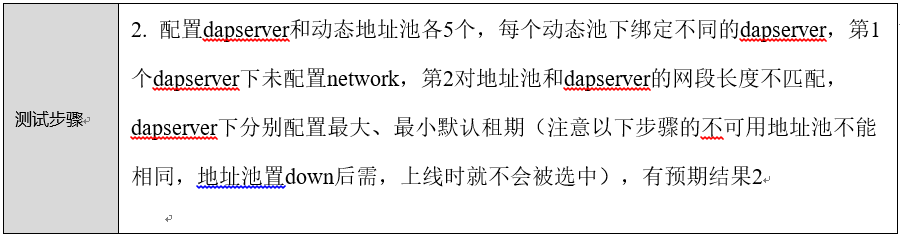 测试步骤
2. 配置dapserver和动态地址池各5个，每个动态池下绑定不同的dapserver，第1
个dapserver下未配置network，第2对地址池和dapserver的网段长度不匹配，
dapserver下分别配置最大、最小默认租期（注意以下步骤的不可用地址池不能
相同，地址池置down后需，上线时就不会被选中），有预期结果2